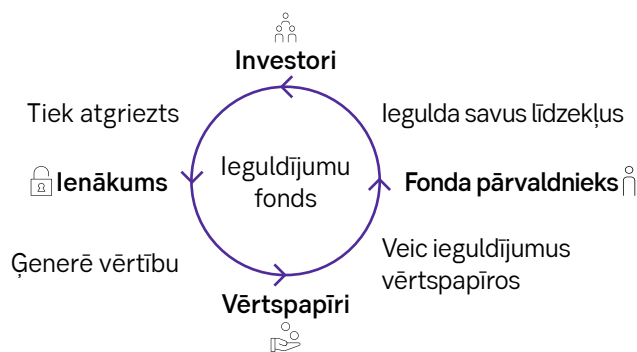 Investori
Tiek atgriezts
Iegulda savus līdzekļus
Ienākums
Ieguldījumu
fonds
Fonda pārvaldnieks
Ģenerē vērtību
Veic ieguldījumus
vērtspapīros
Vērtspapīri